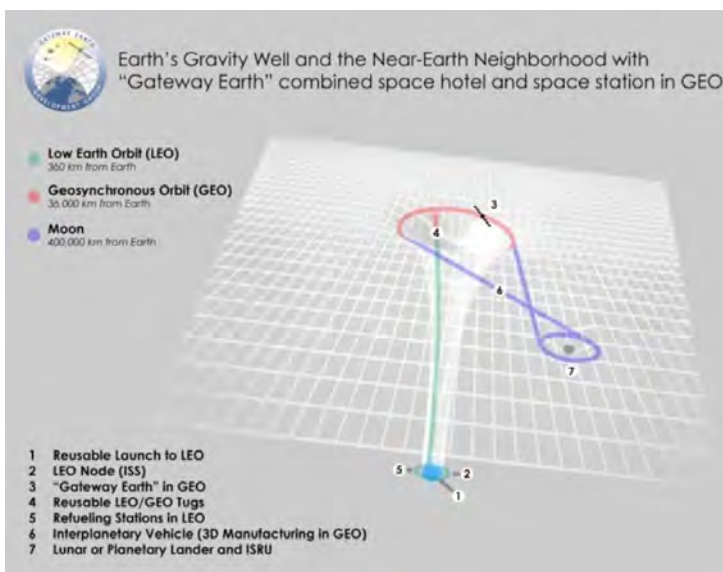 GATEWAY EARTH
DEVELOPMENT GROUP
Earth's Gravity Well and the Near-Earth Neighborhood with
"Gateway Earth" combined space hotel and space station in GEO
Low Earth Orbit (LEO)
360 km from Earth
Geosynchronous Orbit (GEO)
36,000 km from Earth
Moon
400,000 km from Earth
3
4
6
7
5
2
1
1 Reusable Launch to LEO
2 LEO Node (ISS)
3 "Gateway Earth" in GEO
4 Reusable LEO/GEO Tugs
5 Refueling Stations in LEO
6 Interplanetary Vehicle (3D Manufacturing in GEO)
7 Lunar or Planetary Lander and ISRU